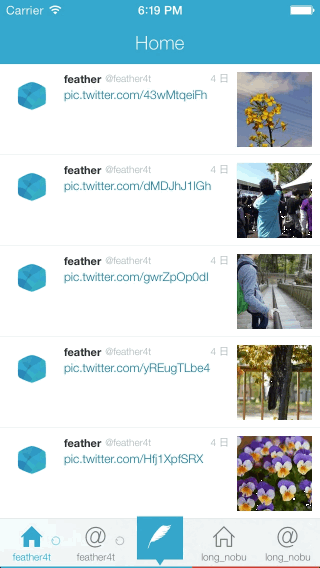 Carrier 6:19 PM
Home
feather @feather4t 4 日
pic.twitter.com/43wMtqeiFh
feather @feather4t 4 日
pic.twitter.com/dMDJhJ1IGh
feather @feather4t 4 日
pic.twitter.com/gwrZpOp0dI
feather @feather4t 4 日
pic.twitter.com/yREugTLbe4
feather @feather4t 4 日
pic.twitter.com/Hfj1XpfSRX
@ @
feather4t feather4t long_nobu long_nobu